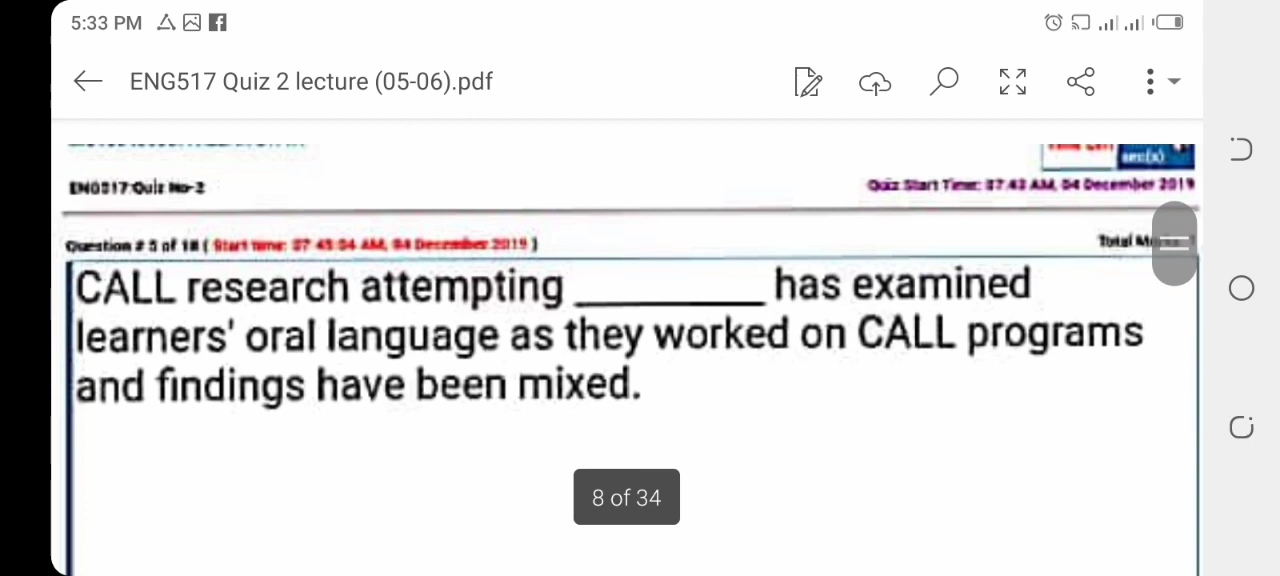 5:33 PM
ENG517 Quiz 2 lecture (05-06).pdf
sec(s)
ENG517:Quiz No-2
Quiz Start Time: 07:43 AM, 04 December 2019
Question # 5 of 10 ( Start time: 07:45:04 AM, 04 December 2019 )
Total
CALL research attempting _________ has examined
learners' oral language as they worked on CALL programs
and findings have been mixed.
8 of 34